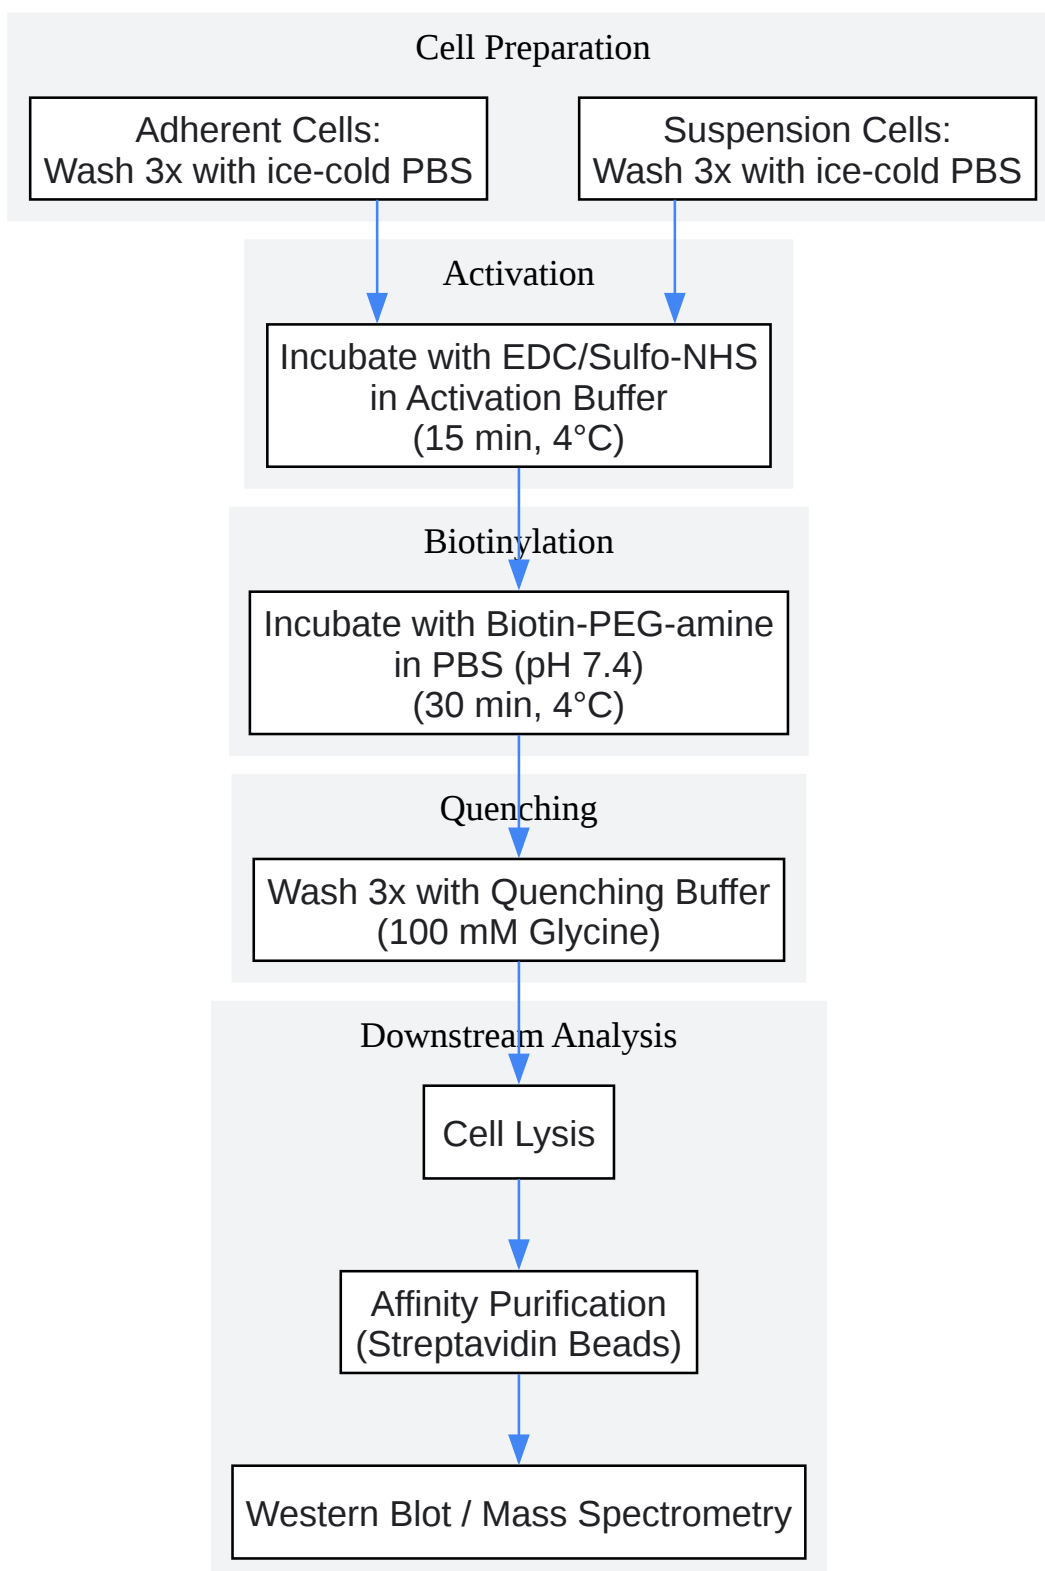 Cell Preparation
Adherent Cells:
Wash 3x with ice-cold PBS
Suspension Cells:
Wash 3x with ice-cold PBS
Activation
Incubate with EDC/Sulfo-NHS
in Activation Buffer
(15 min, 4°C)
Biotinylation
Incubate with Biotin-PEG-amine
in PBS (pH 7.4)
(30 min, 4°C)
Quenching
Wash 3x with Quenching Buffer
(100 mM Glycine)
Downstream Analysis
Cell Lysis
Affinity Purification
(Streptavidin Beads)
Western Blot / Mass Spectrometry